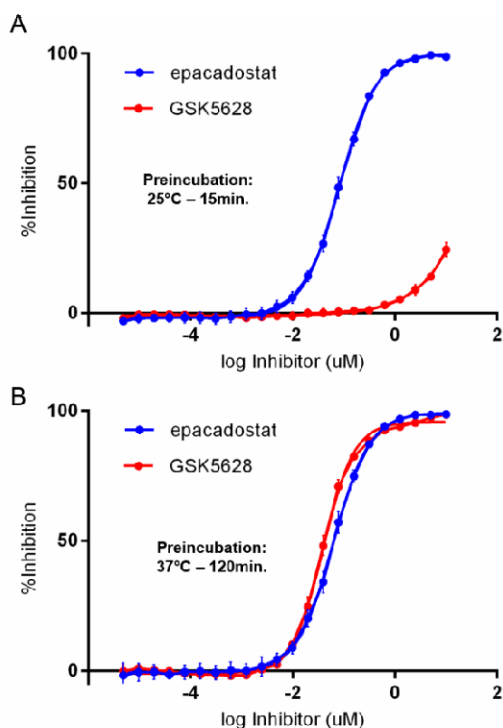 A
100
epacadostat
GSK5628
%Inhibition
Preincubation:
50
25ºC – 15min.
0
-4
-2
0
2
log Inhibitor (uM)
B
100
epacadostat
GSK5628
%Inhibition
Preincubation:
50
37ºC – 120min.
0
-4
-2
0
2
log Inhibitor (uM)